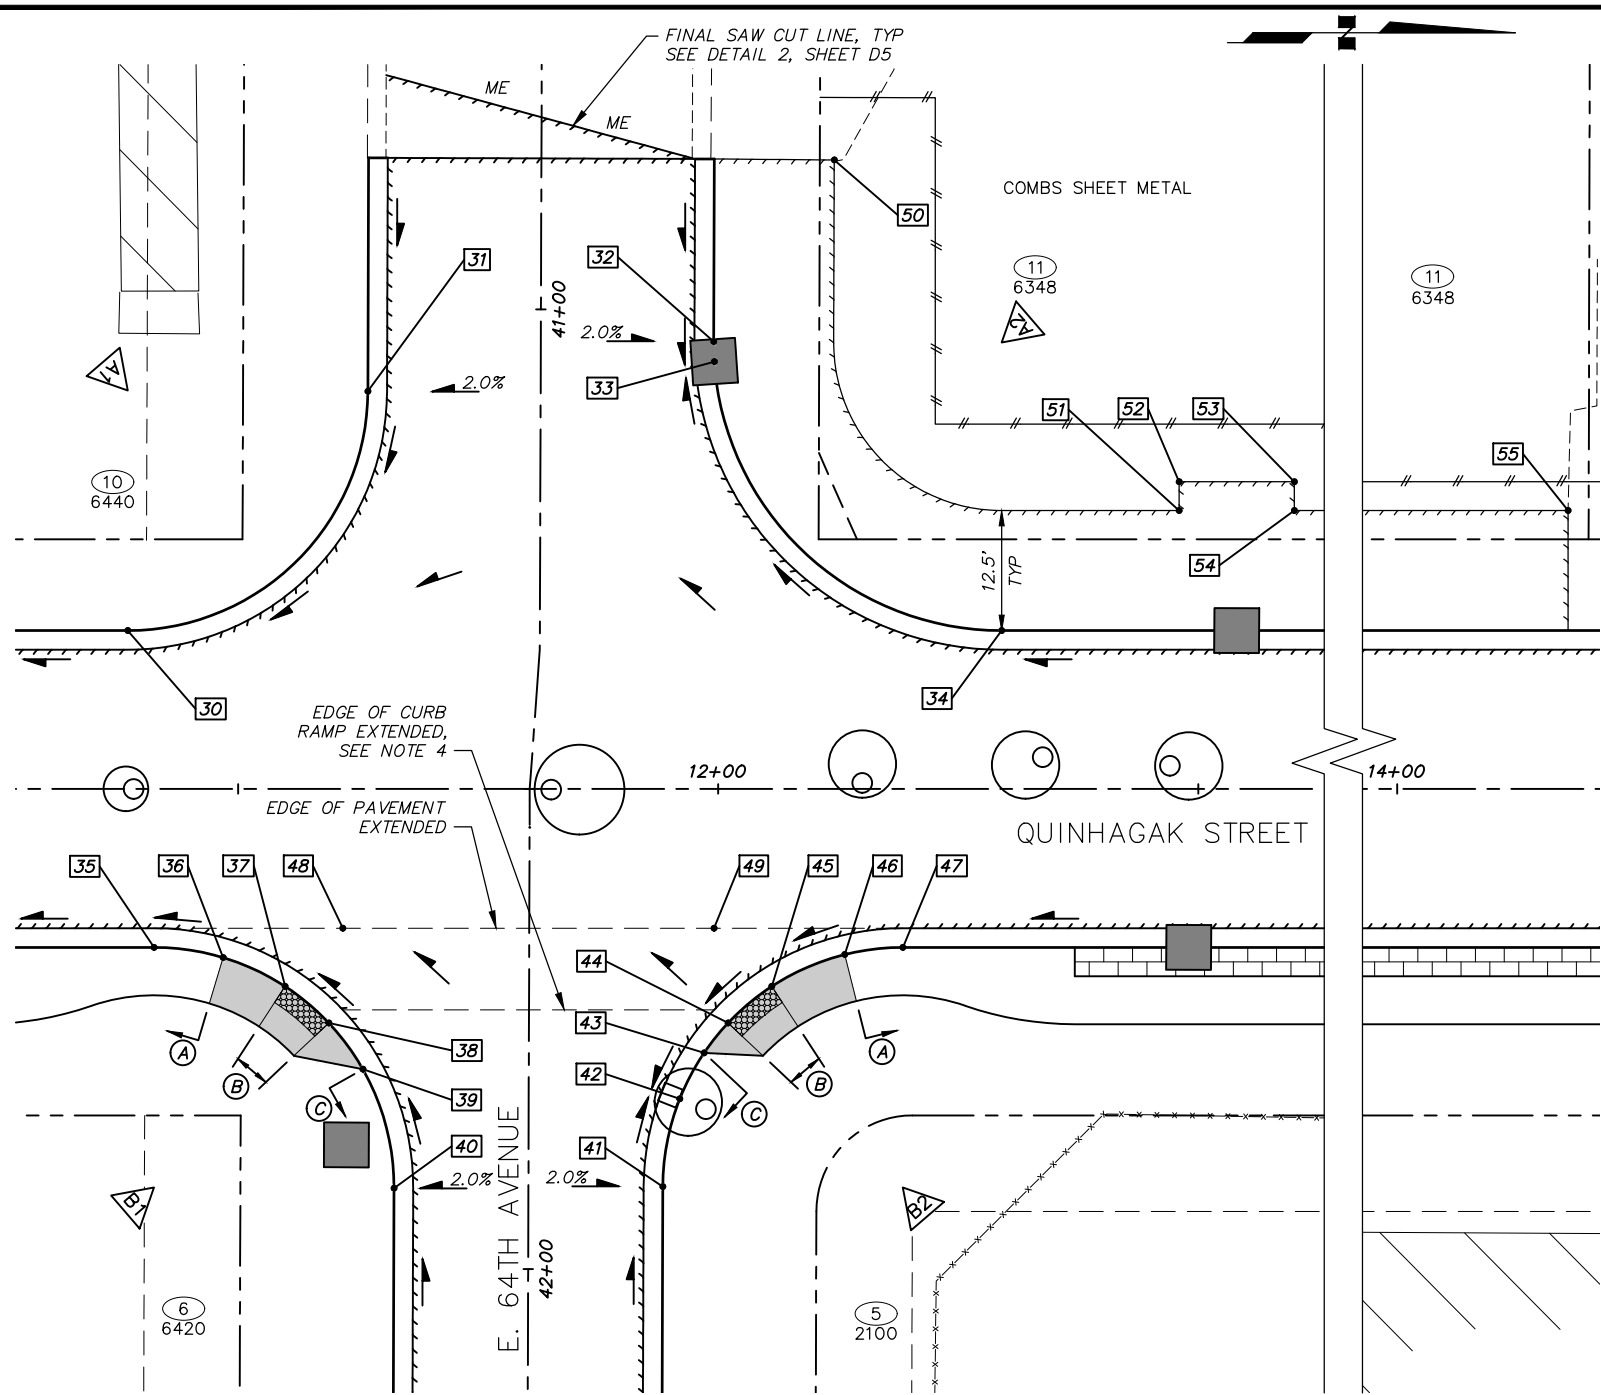 FINAL SAW CUT LINE, TYP
SEE DETAIL 2, SHEET D5
N
ME
ME
50
COMBS SHEET METAL
31
32
11
6348
11
6348
A2
41+00
2.0%
A1
2.0%
33
51
52
53
55
10
6440
54
12.5'
TYP
30
34
EDGE OF CURB
RAMP EXTENDED,
SEE NOTE 4
12+00
14+00
EDGE OF PAVEMENT
EXTENDED
QUINHAGAK STREET
35
36
37
48
49
45
46
47
44
43
A
38
A
42
B
B
39
C
C
40
41
2.0%
2.0%
B1
B2
E. 64TH AVENUE
42+00
6
6420
5
2100